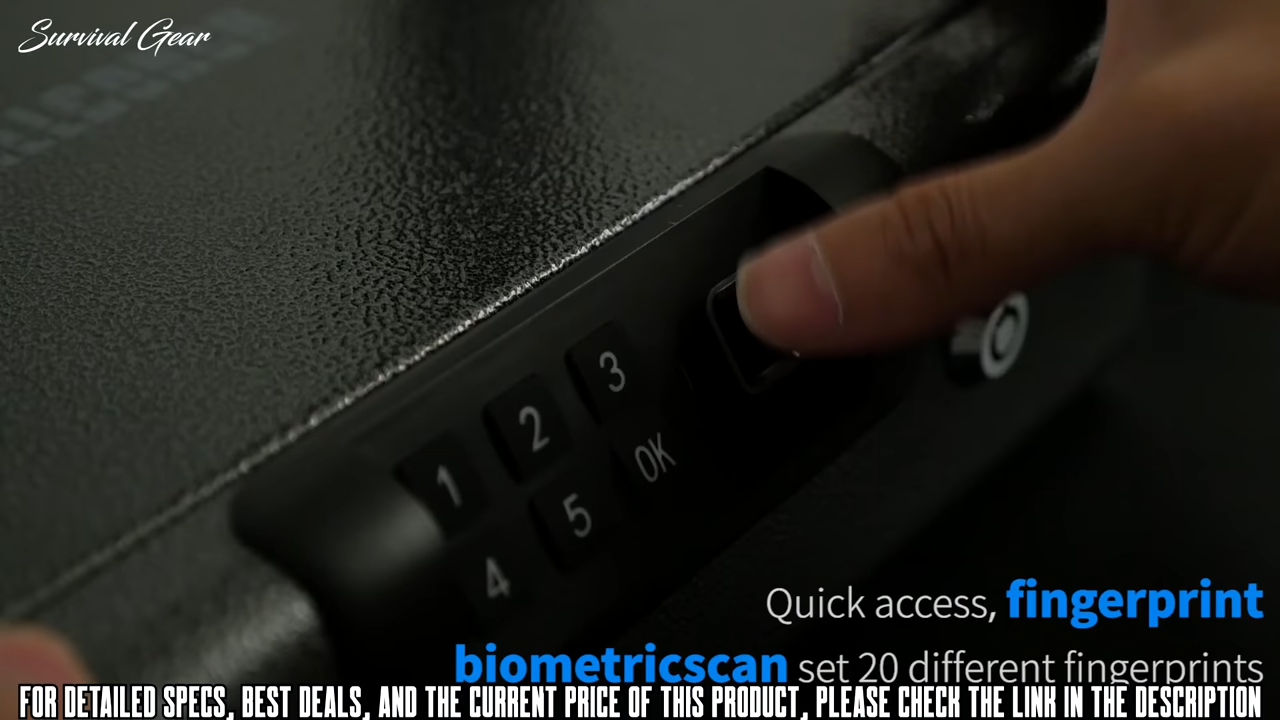 Survival Gear
1
2
3
4
5
OK
Quick access, fingerprint
biometricscan set 20 different fingerprints
FOR DETAILED SPECS, BEST DEALS, AND THE CURRENT PRICE OF THIS PRODUCT, PLEASE CHECK THE LINK IN THE DESCRIPTION